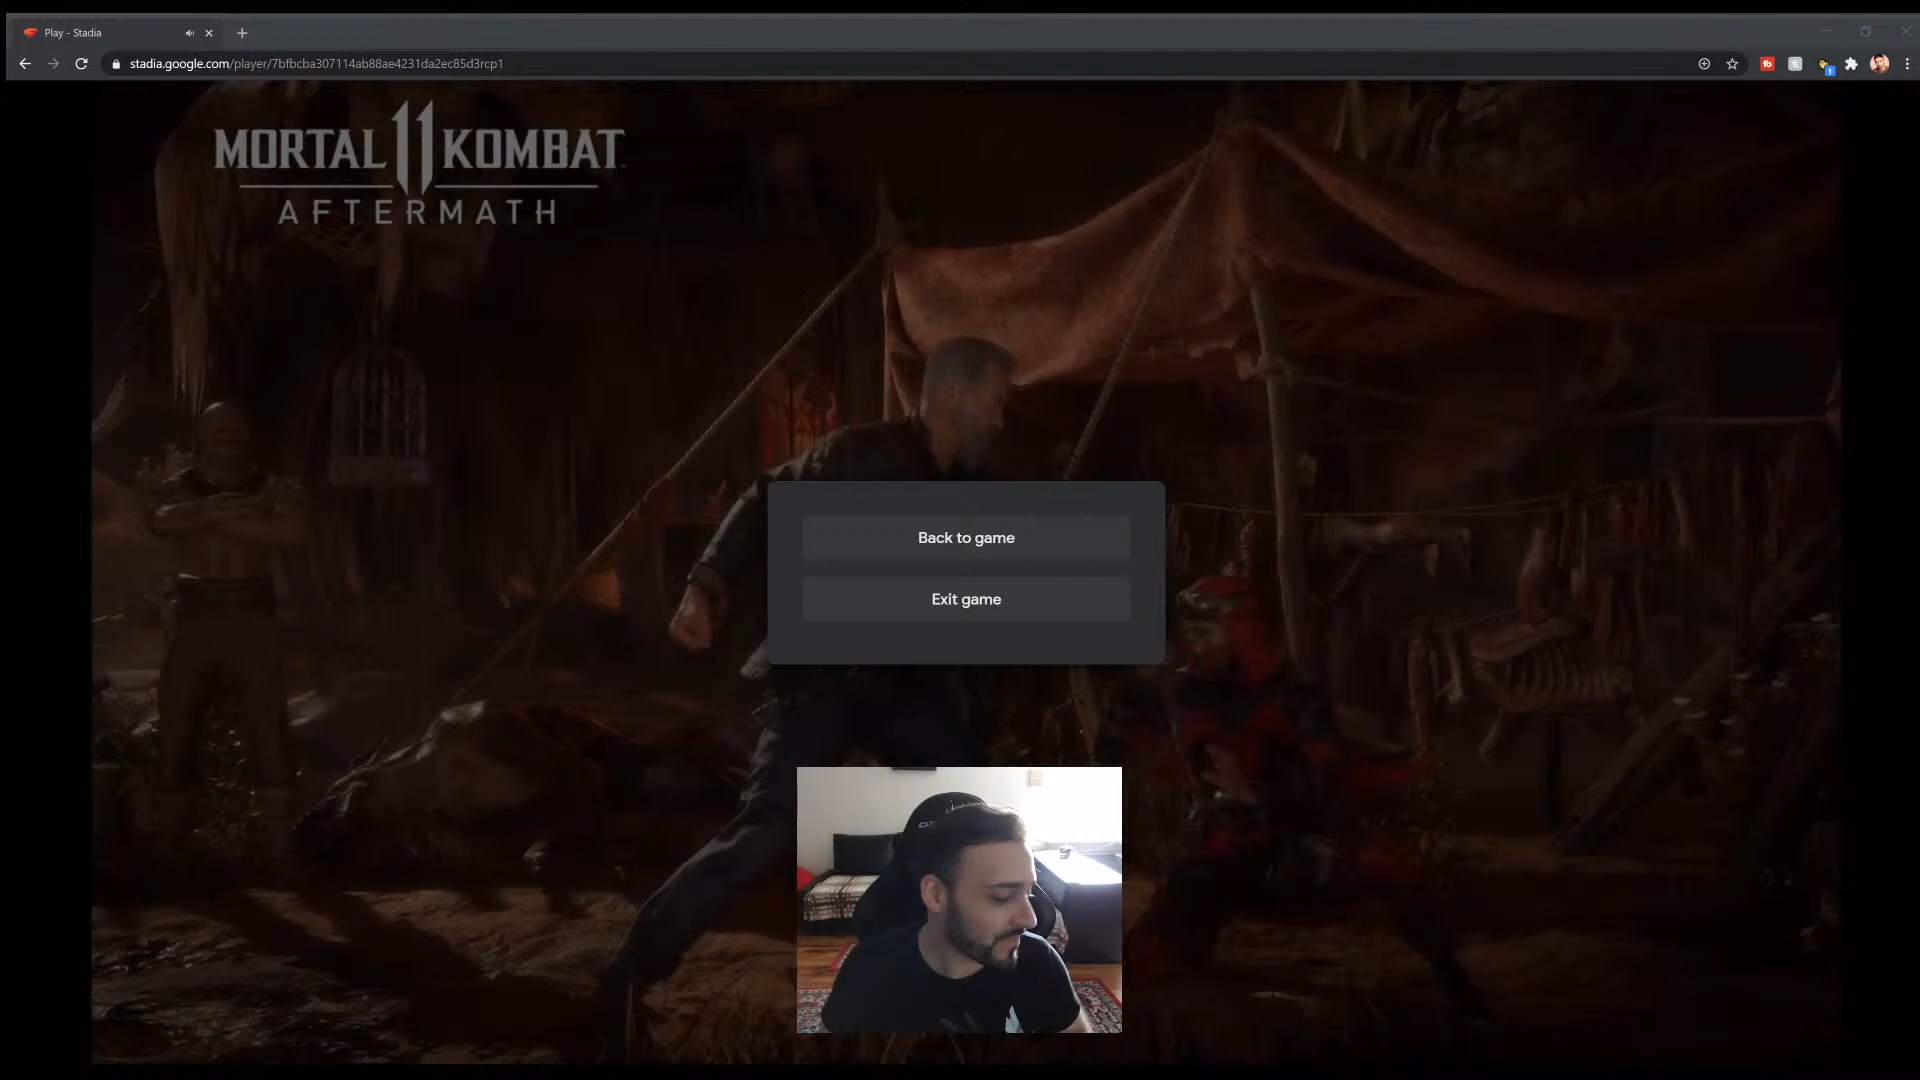 Play - Stadia
stadia.google.com/player/7bfbcba307114ab88ae4231da2ec85d3rcp1
MORTAL 11 KOMBAT
AFTERMATH
Back to game
Exit game